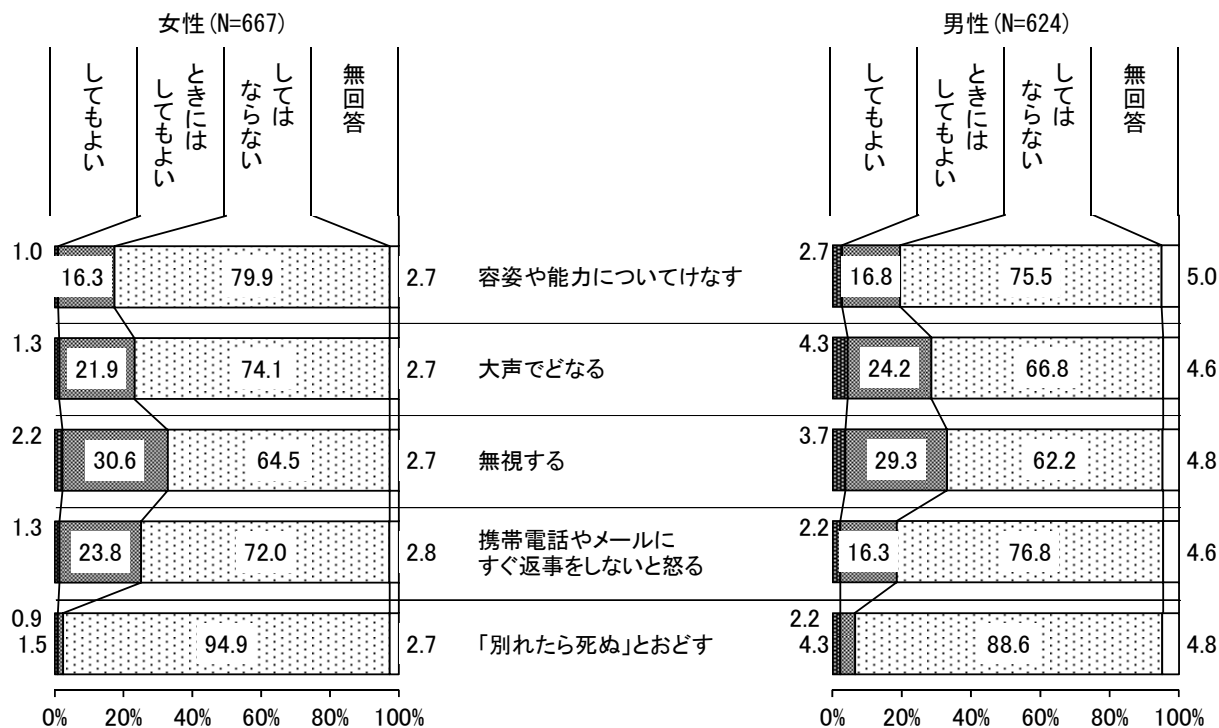 女性(N=667)
男性(N=624)
してもよい
ときには
してもよい
しては
ならない
無回答
してもよい
ときには
してもよい
しては
ならない
無回答
1.0 16.3 79.9 2.7 容姿や能力についてけなす 2.7 16.8 75.5 5.0
1.3 21.9 74.1 2.7 大声でどなる 4.3 24.2 66.8 4.6
2.2 30.6 64.5 2.7 無視する 3.7 29.3 62.2 4.8
1.3 23.8 72.0 2.8 携帯電話やメールに
すぐ返事をしないと怒る 2.2 16.3 76.8 4.6
0.9 1.5 94.9 2.7 「別れたら死ぬ」とおどす 2.2 4.3 88.6 4.8
0% 20% 40% 60% 80% 100%
0% 20% 40% 60% 80% 100%